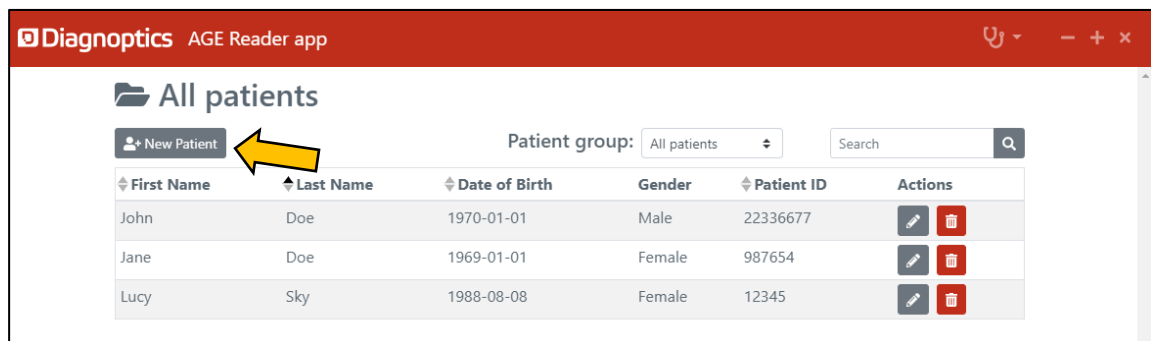 Diagnoptics AGE Reader app
All patients
New Patient Patient group: All patients Search
First Name Last Name Date of Birth Gender Patient ID Actions
John Doe 1970-01-01 Male 22336677
Jane Doe 1969-01-01 Female 987654
Lucy Sky 1988-08-08 Female 12345